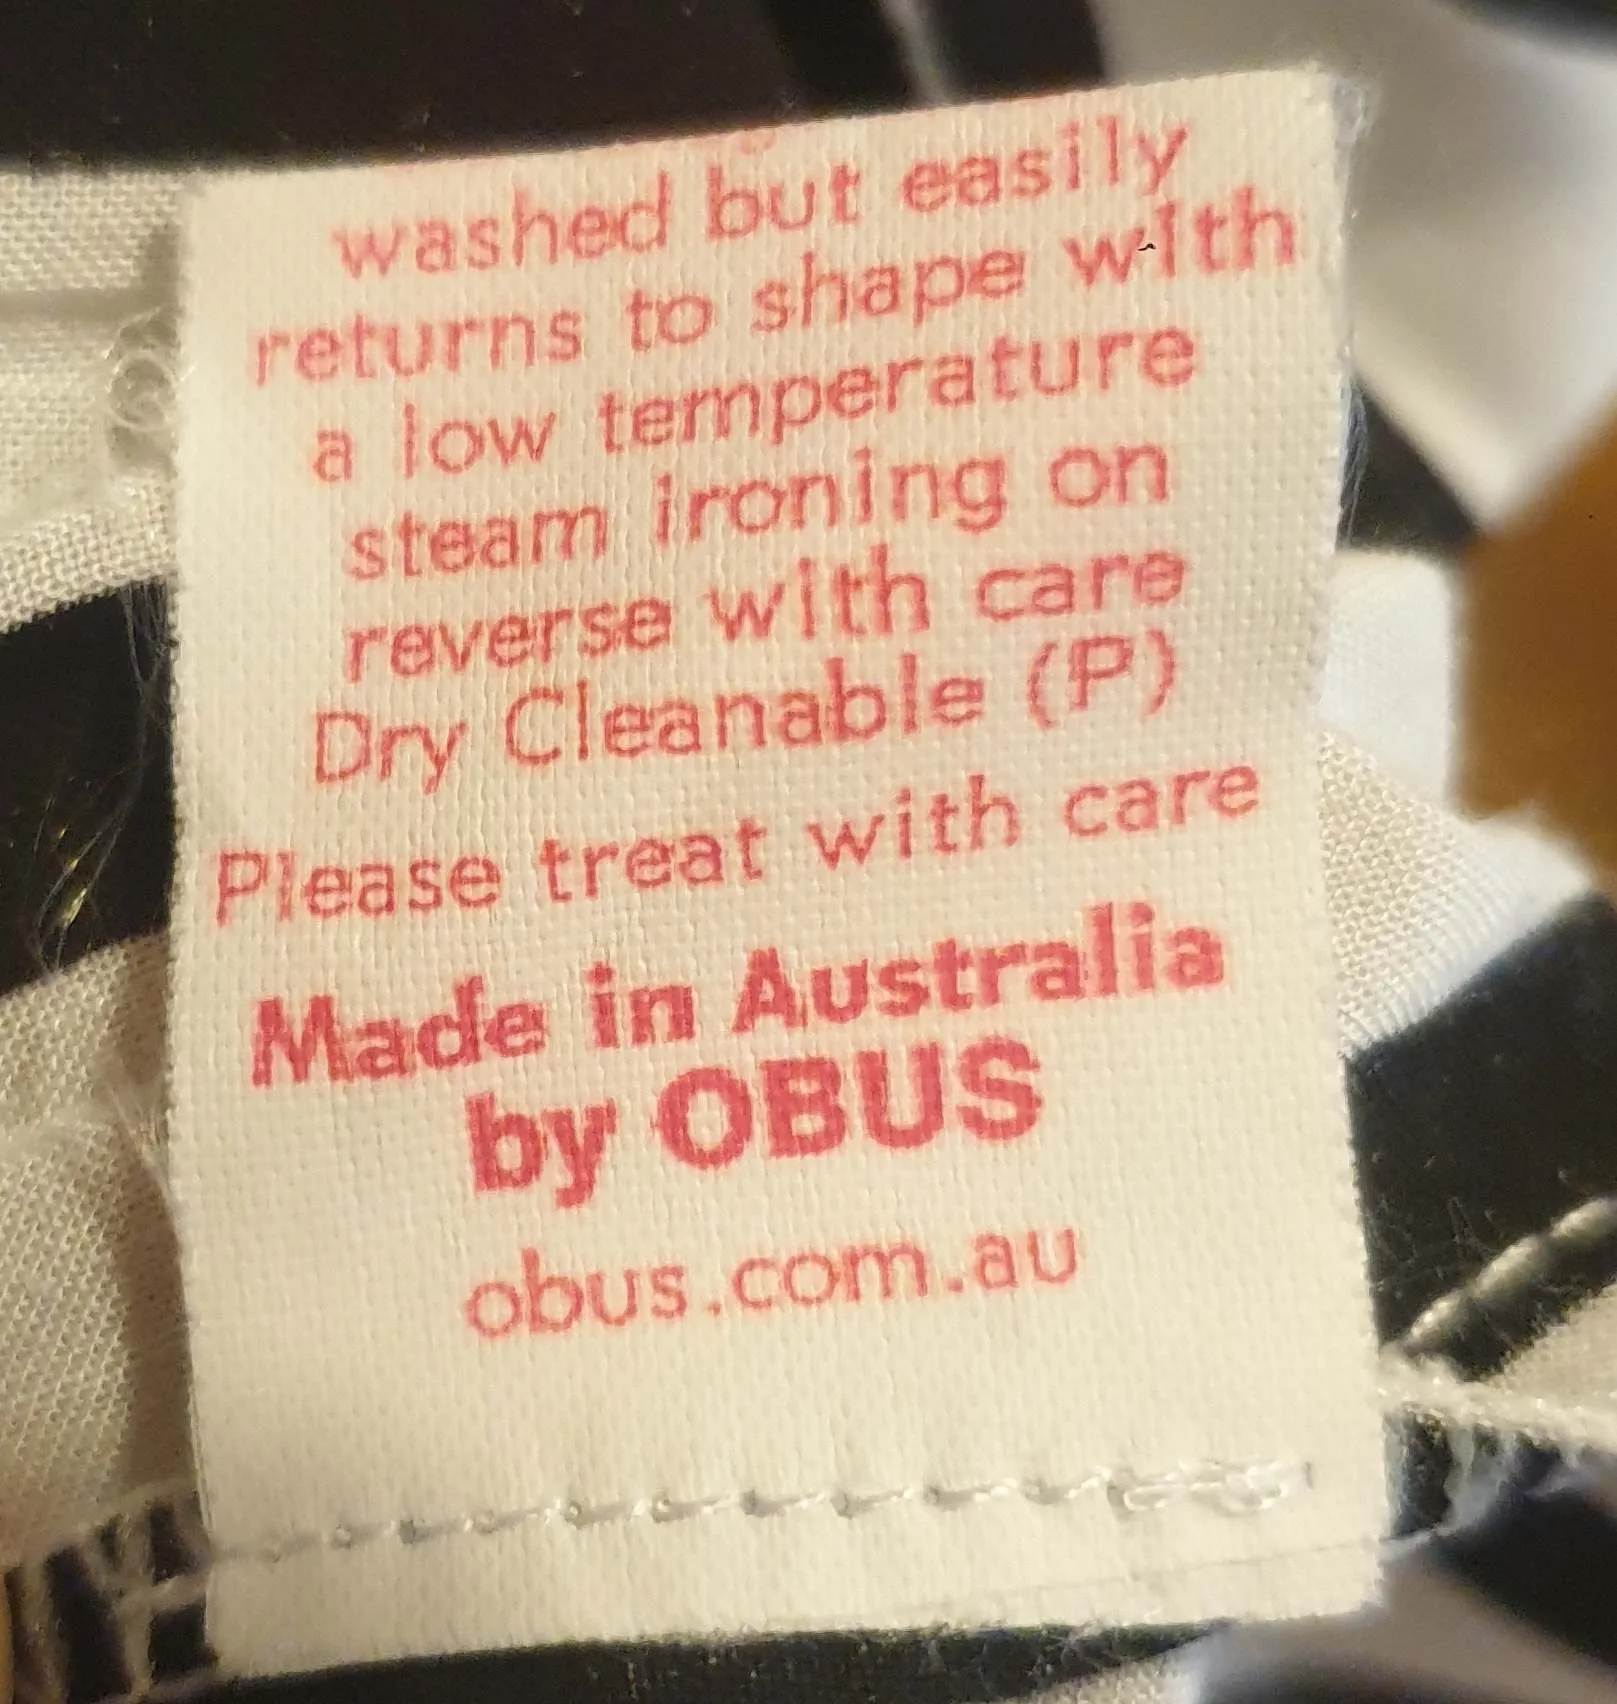 washed but easily
returns to shape with
a low temperature
steam ironing on
reverse with care
Dry Cleanable (P)
Please treat with care
Made in Australia
by OBUS
obus.com.au